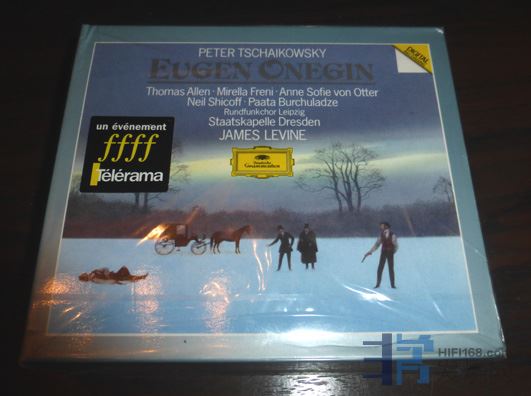 PETER TSCHAIKOWSKY
EUGEN ONEGIN
DIGITAL
Thomas Allen · Mirella Freni · Anne Sofie von Otter
Neil Shicoff · Paata Burchuladze
Rundfunkchor Leipzig
Staatskapelle Dresden
JAMES LEVINE
Deutsche
Grammophon
un événement
ffff
Télérama
HIFI168.co